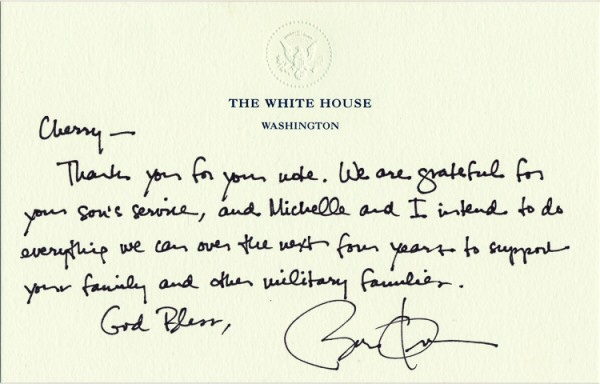 THE WHITE HOUSE
WASHINGTON
Cherry—
Thank you for your note. We are grateful for
your son's service, and Michelle and I intend to do
everything we can over the next four years to support
your family and other military families.
God Bless,